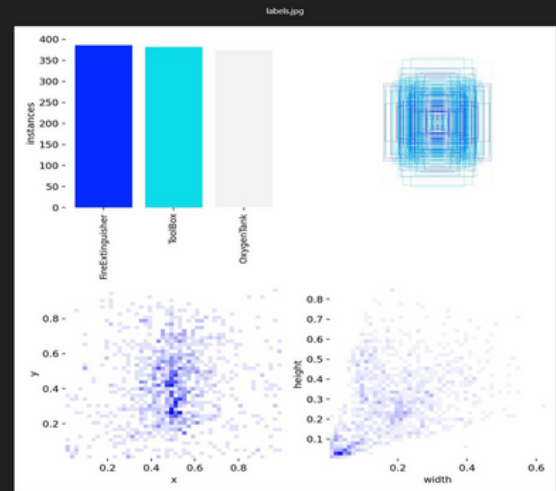 labels.jpg
400
350
300
250
200
150
100
50
0
instances
FireExtinguisher
ToolBox
OxygenTank
0.8
0.6
0.4
0.2
y
0.2 0.4 0.6 0.8
x
0.8
0.7
0.6
0.5
0.4
0.3
0.2
0.1
height
0.2 0.4 0.6
width